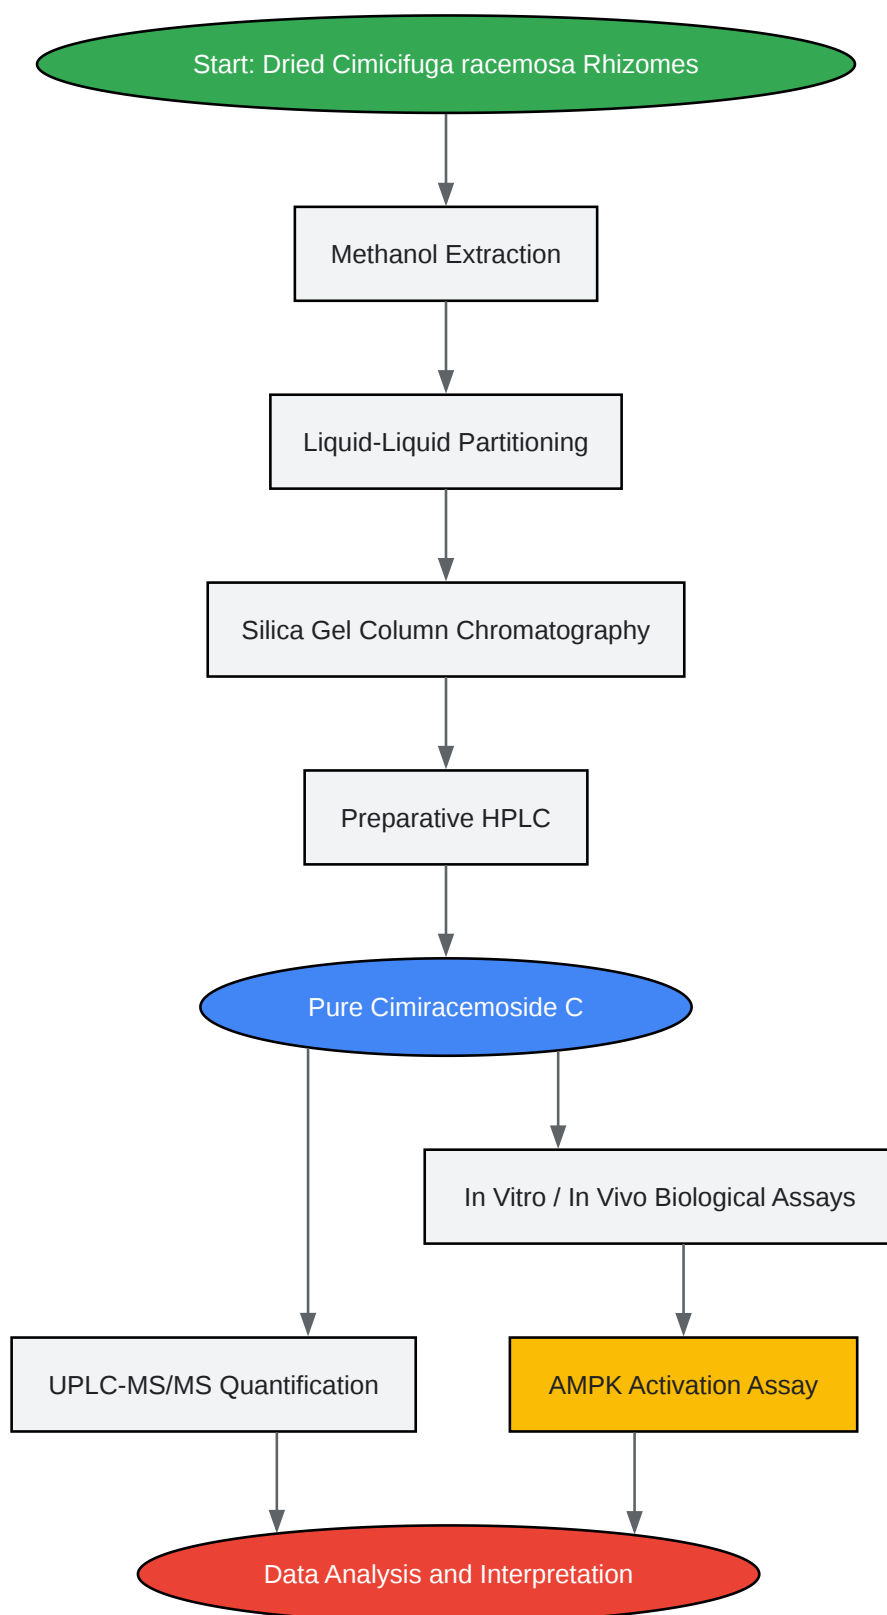 Start: Dried Cimicifuga racemosa Rhizomes
Methanol Extraction
Liquid-Liquid Partitioning
Silica Gel Column Chromatography
Preparative HPLC
Pure Cimiracemoside C
In Vitro / In Vivo Biological Assays
UPLC-MS/MS Quantification
AMPK Activation Assay
Data Analysis and Interpretation